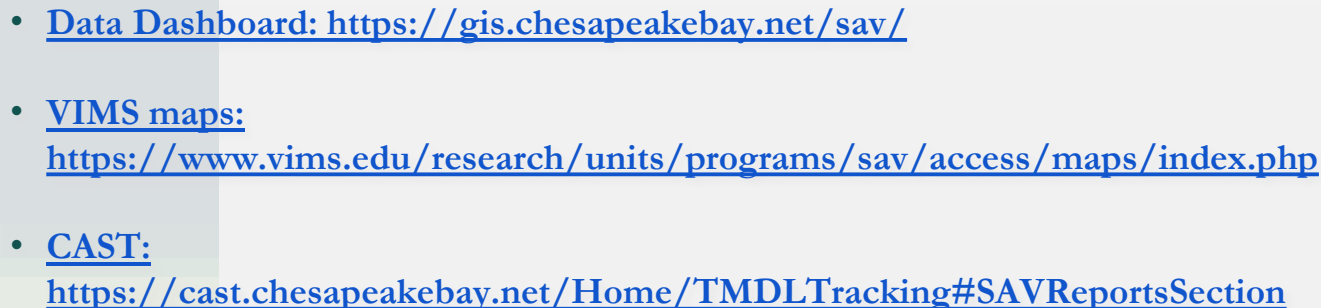 • Data Dashboard: https://gis.chesapeakebay.net/sav/
• VIMS maps:
https://www.vims.edu/research/units/programs/sav/access/maps/index.php
• CAST:
https://cast.chesapeakebay.net/Home/TMDLTracking#SAVReportsSection